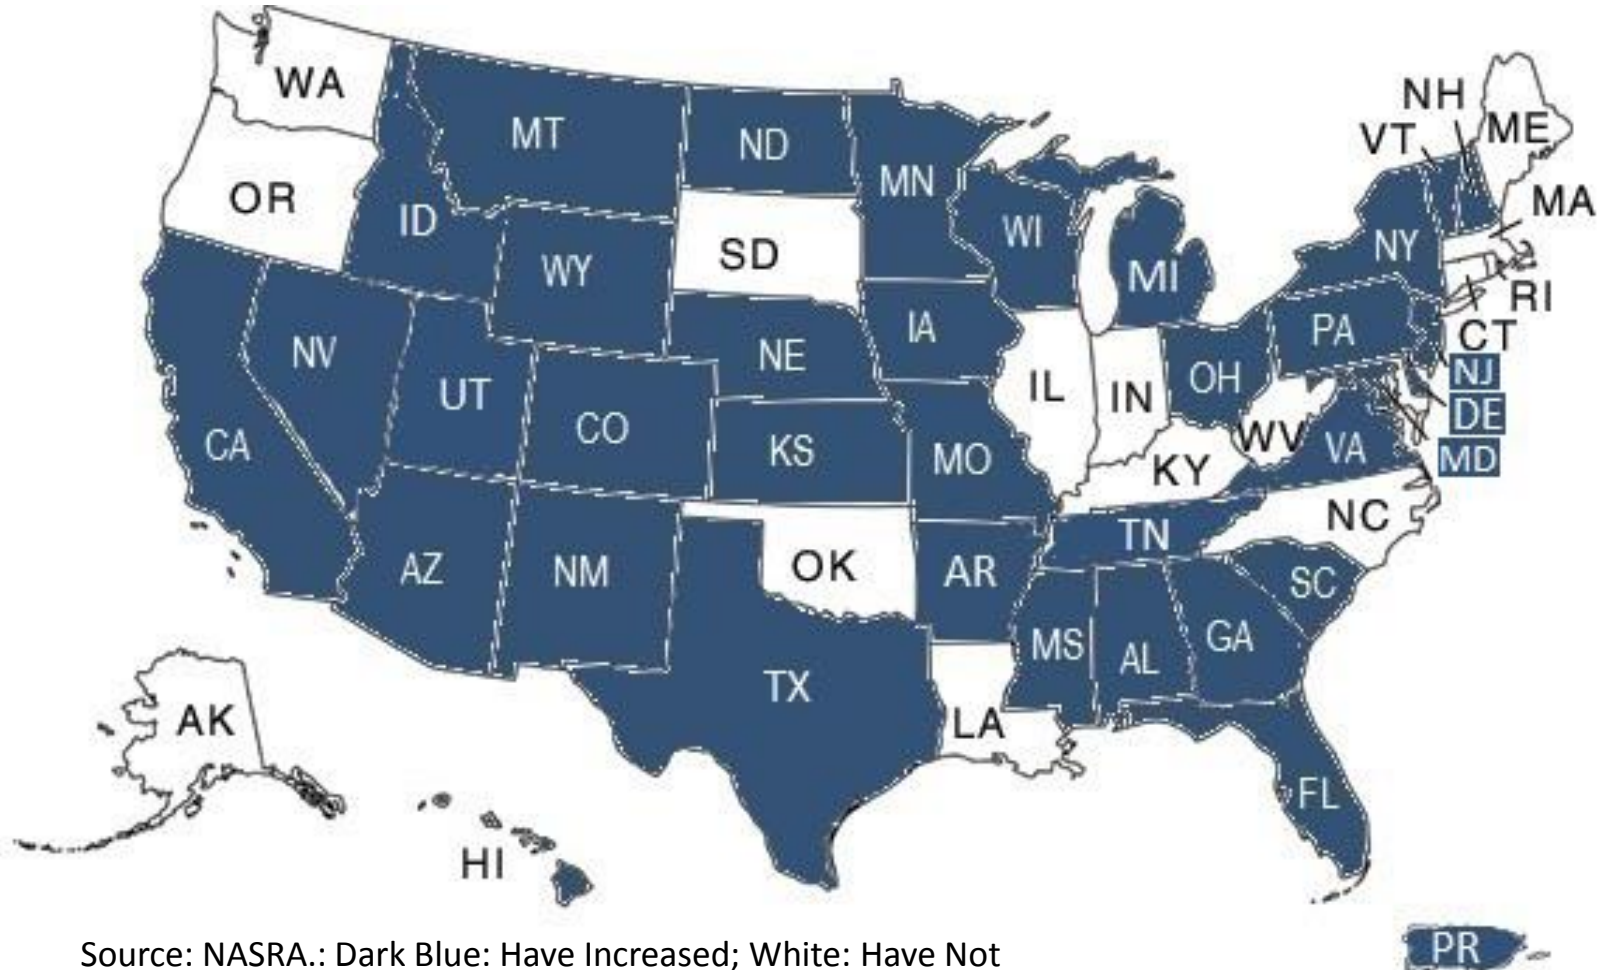 WA
NH
ME
MT
ND
VT
MN
OR
ID
MA
WI
NY
SD
WY
MI
RI
IA
PA
CT
NV
NE
NJ
UT
IL
IN
OH
DE
CO
CA
KS
MO
WV
VA
MD
KY
NC
TN
AZ
NM
OK
AR
SC
MS
AL
GA
TX
AK
LA
FL
HI
PR
Source: NASRA.: Dark Blue: Have Increased; White: Have Not